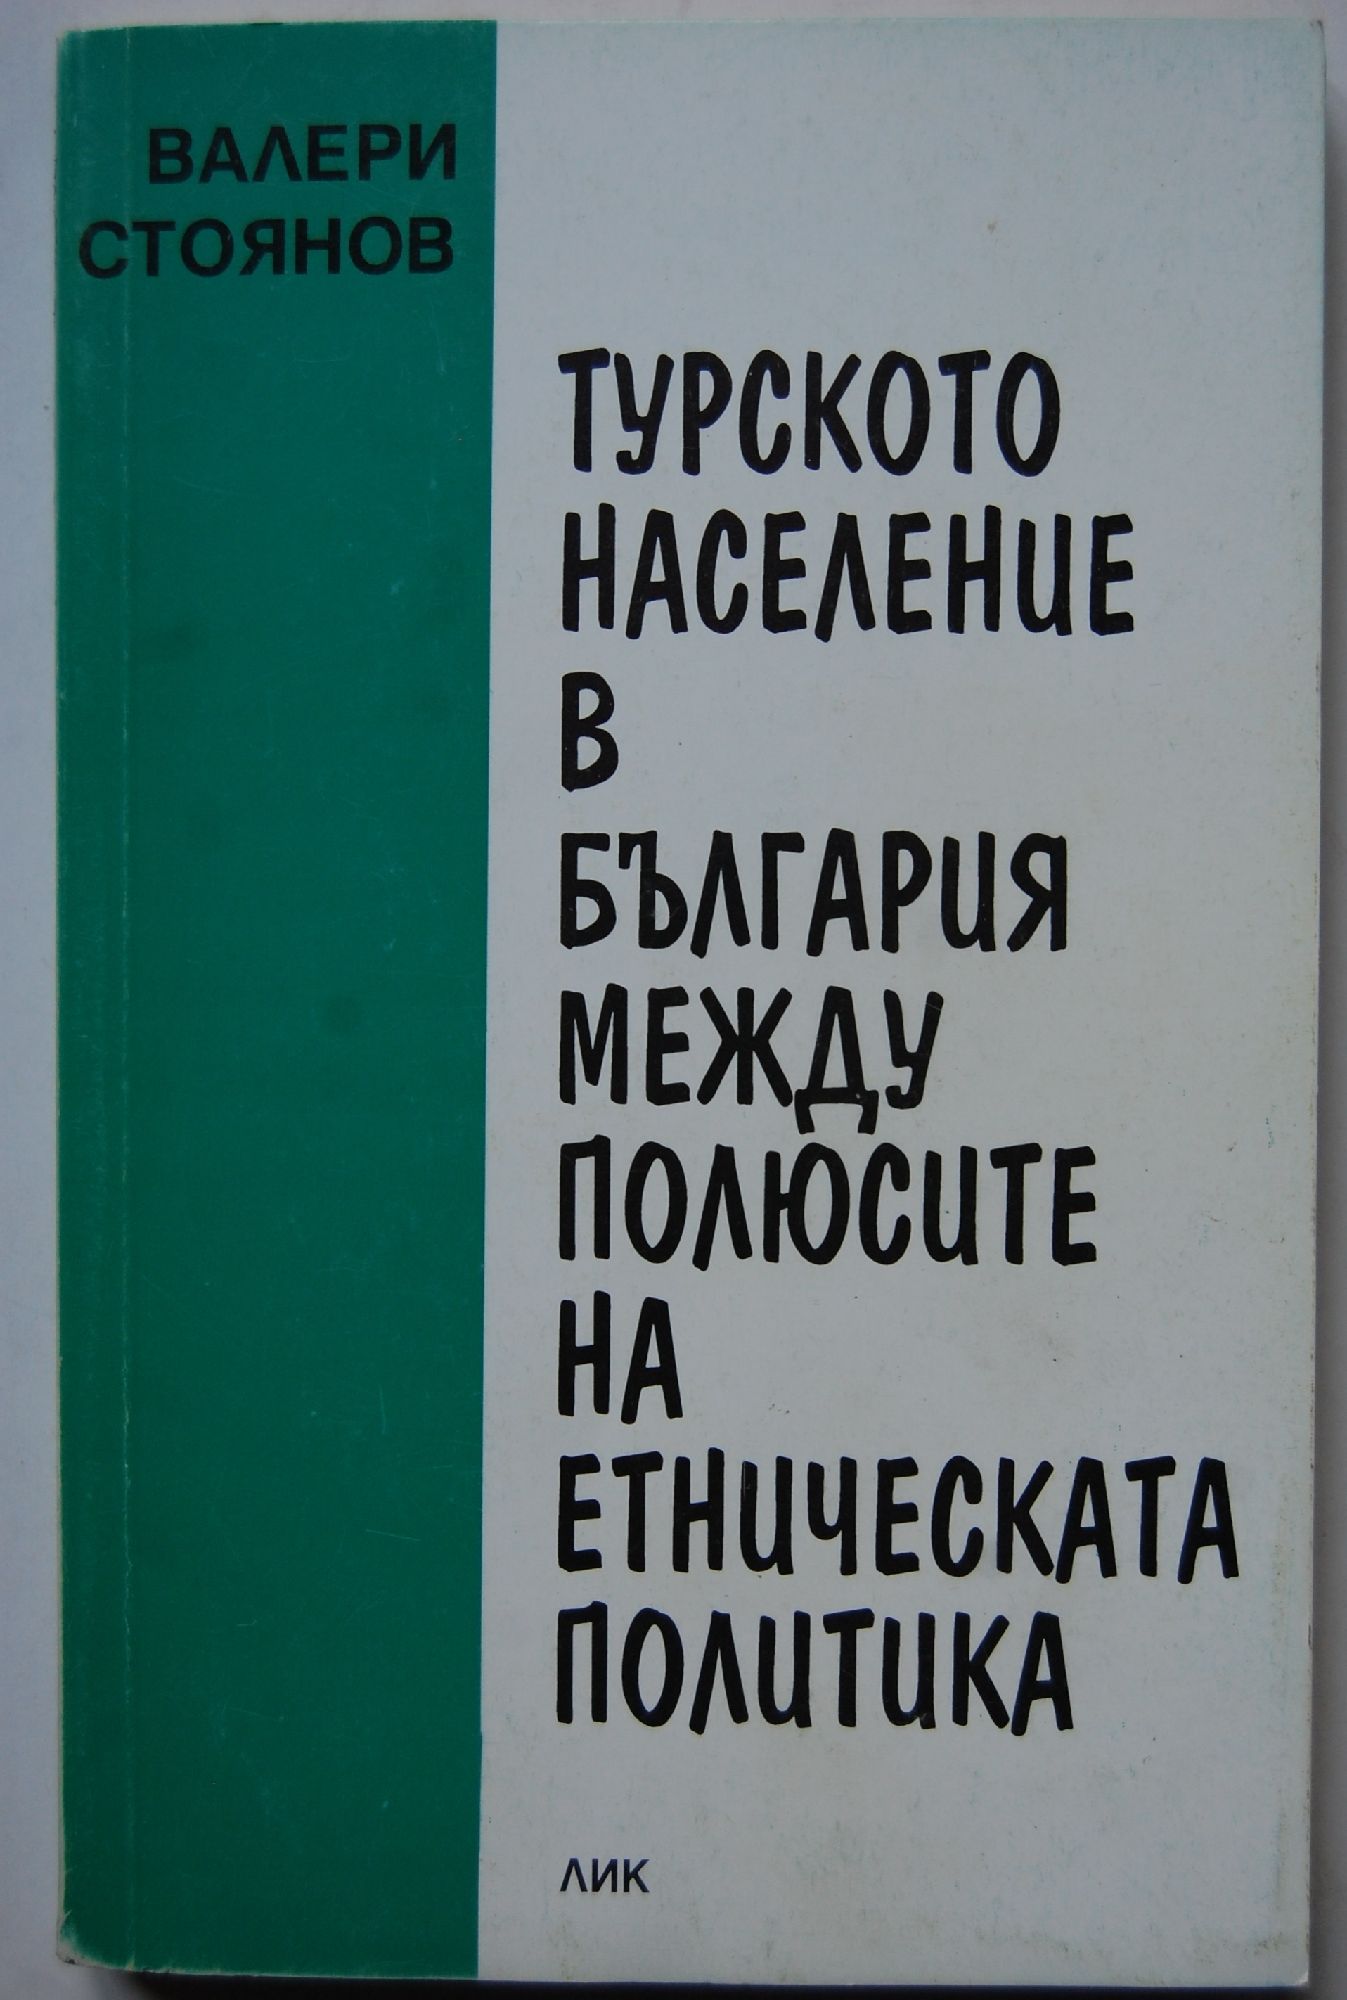 ВАЛЕРИ
СТОЯНОВ
ТУРСКОТО
НАСЕЛЕНИЕ
В
БЪЛГАРИЯ
МЕЖДУ
ПОЛЮСИТЕ
НА
ЕТНИЧЕСКАТА
ПОЛИТИКА
ЛИК